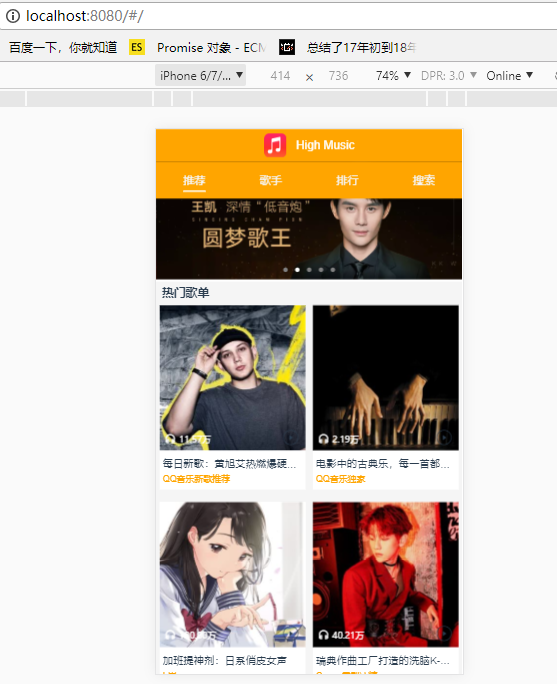 localhost:8080/#/
百度一下，你就知道 ES Promise 对象 - ECM 总结了17年初到18年
iPhone 6/7/... ▼ 414 × 736 74% ▼ DPR: 3.0 ▼ Online ▼
High Music
推荐 歌手 排行 搜索
王凯 深情“低音炮”
圆梦歌王
热门歌单
11.57万 2.19万
每日新歌：黄旭艾热燃爆硬... 电影中的古典乐，每一首都...
QQ音乐新歌推荐 QQ音乐独家
40.21万
加班提神剂：日系俏皮女声 瑞典作曲工厂打造的洗脑K-...